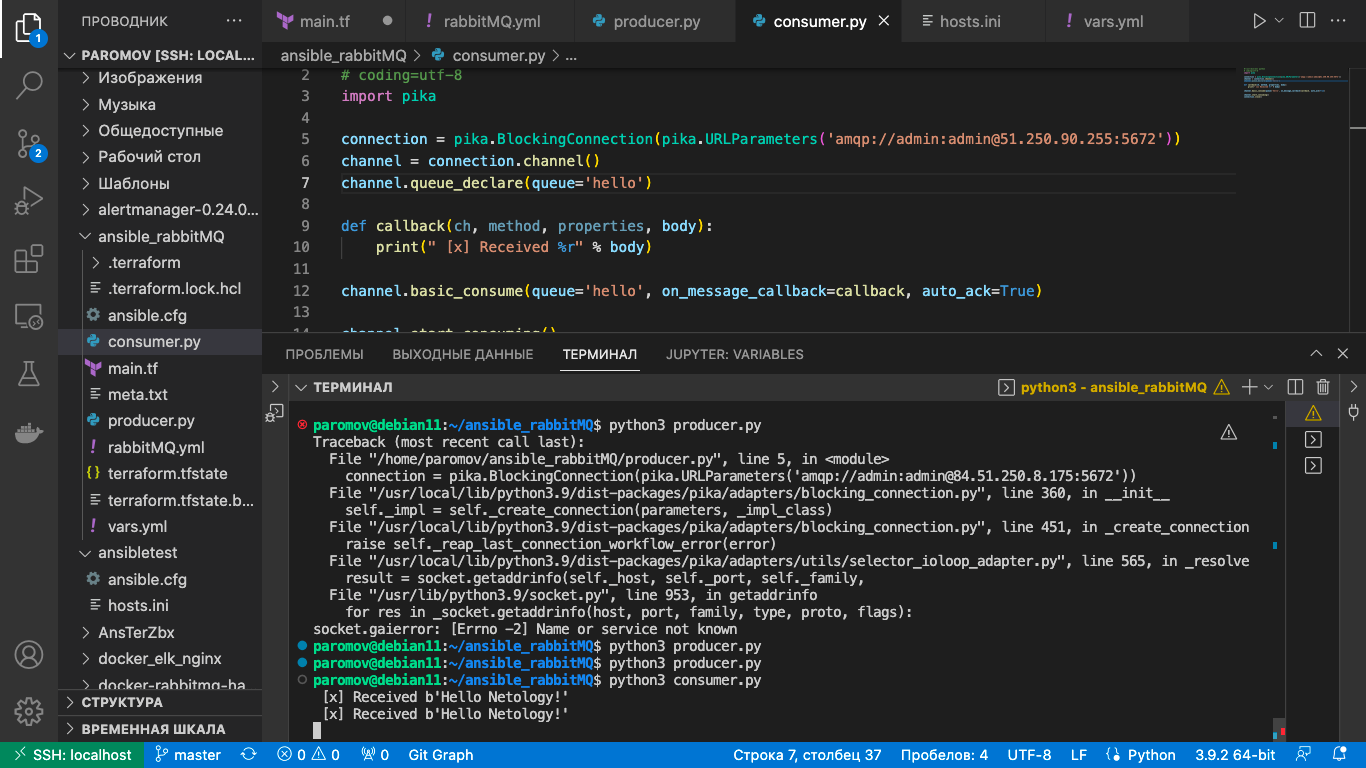 ПРОВОДНИК ...
main.tf
rabbitMQ.yml
producer.py
consumer.py
hosts.ini
vars.yml
PAROMOV [SSH: LOCAL...
ansible_rabbitMQ > consumer.py > ...
Изображения
Музыка
Общедоступные
Рабочий стол
Шаблоны
alertmanager-0.24.0...
ansible_rabbitMQ
.terraform
.terraform.lock.hcl
ansible.cfg
consumer.py
main.tf
meta.txt
producer.py
rabbitMQ.yml
terraform.tfstate
terraform.tfstate.b...
vars.yml
ansibletest
ansible.cfg
hosts.ini
AnsTerZbx
docker_elk_nginx
docker-rabbitmq-ha
СТРУКТУРА
ВРЕМЕННАЯ ШКАЛА
1
2
2 # coding=utf-8
3 import pika
4
5 connection = pika.BlockingConnection(pika.URLParameters('amqp://admin:admin@51.250.90.255:5672'))
6 channel = connection.channel()
7 channel.queue_declare(queue='hello')
8
9 def callback(ch, method, properties, body):
10 print(" [x] Received %r" % body)
11
12 channel.basic_consume(queue='hello', on_message_callback=callback, auto_ack=True)
13
14 channel.start_consuming()
ПРОБЛЕМЫ ВЫХОДНЫЕ ДАННЫЕ ТЕРМИНАЛ JUPYTER: VARIABLES
ТЕРМИНАЛ
python3 - ansible_rabbitMQ
paromov@debian11:~/ansible_rabbitMQ$ python3 producer.py
Traceback (most recent call last):
File "/home/paromov/ansible_rabbitMQ/producer.py", line 5, in <module>
connection = pika.BlockingConnection(pika.URLParameters('amqp://admin:admin@84.51.250.8.175:5672'))
File "/usr/local/lib/python3.9/dist-packages/pika/adapters/blocking_connection.py", line 360, in __init__
self._impl = self._create_connection(parameters, _impl_class)
File "/usr/local/lib/python3.9/dist-packages/pika/adapters/blocking_connection.py", line 451, in _create_connection
raise self._reap_last_connection_workflow_error(error)
File "/usr/local/lib/python3.9/dist-packages/pika/adapters/utils/selector_ioloop_adapter.py", line 565, in _resolve
result = socket.getaddrinfo(self._host, self._port, self._family,
File "/usr/lib/python3.9/socket.py", line 953, in getaddrinfo
for res in _socket.getaddrinfo(host, port, family, type, proto, flags):
socket.gaierror: [Errno -2] Name or service not known
paromov@debian11:~/ansible_rabbitMQ$ python3 producer.py
paromov@debian11:~/ansible_rabbitMQ$ python3 producer.py
paromov@debian11:~/ansible_rabbitMQ$ python3 consumer.py
[x] Received b'Hello Netology!'
[x] Received b'Hello Netology!'
SSH: localhost master 0 0 0 Git Graph Строка 7, столбец 37 Пробелов: 4 UTF-8 LF Python 3.9.2 64-bit